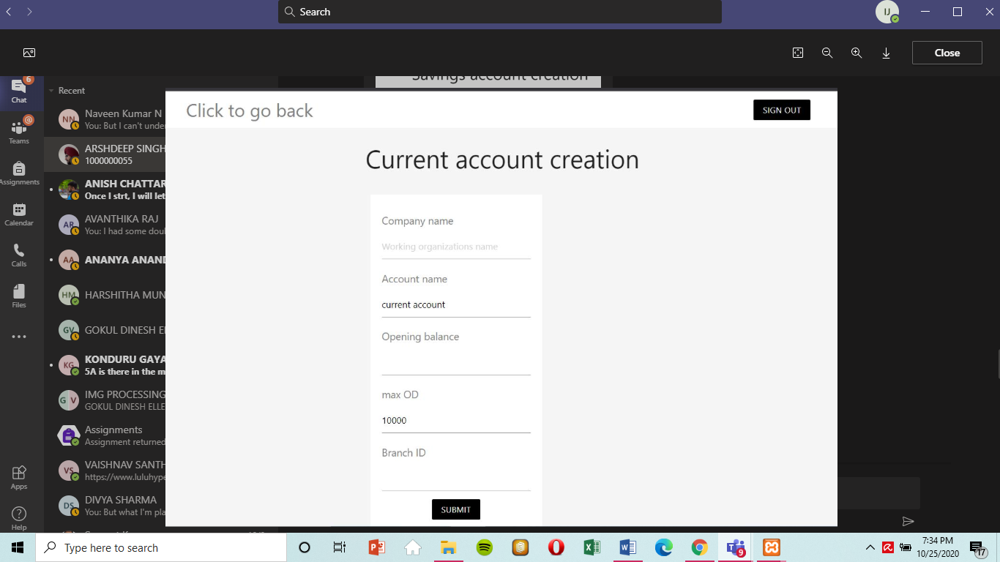 Search
IJ
Close
6
Chat
Teams
Assignments
Calendar
Calls
Files
Apps
Help
Recent
NN
Naveen Kumar N
You: But I can't unde
ARSHDEEP SINGH
1000000055
ANISH CHATTAR
Once I strt, I will let
AR
AVANTHIKA RAJ
You: I had some dou
AA
ANANYA ANAND
HM
HARSHITHA MUN
GV
GOKUL DINESH El
KG
KONDURU GAYA
5A is there in the m
G V
IMG PROCESSING
GOKUL DINESH ELLE
Assignments
Assignment returned
VS
VAISHNAV SANTH
https://www.luluhype
DS
DIVYA SHARMA
You: But what I'm pla
Savings account creation
Click to go back
SIGN OUT
Current account creation
Company name
Working organizations name
Account name
current account
Opening balance
max OD
10000
Branch ID
SUBMIT
Type here to search
9
7:34 PM
10/25/2020
17